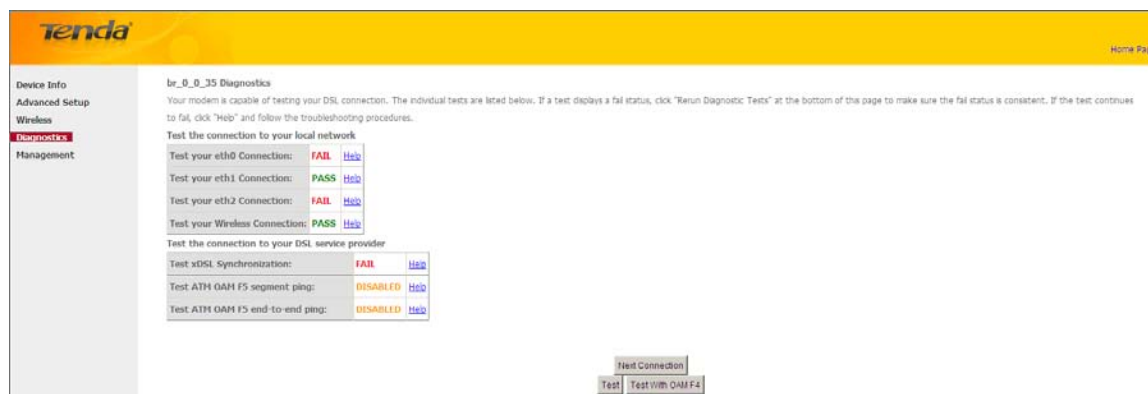 Tenda
Home Pa
Device Info
Advanced Setup
Wireless
Diagnostics
Management
br_0_0_35 Diagnostics
Your modem is capable of testing your DSL connection. The individual tests are listed below. If a test displays a fail status, click "Rerun Diagnostic Tests" at the bottom of this page to make sure the fail status is consistent. If the test continues
to fail, click "Help" and follow the troubleshooting procedures.
Test the connection to your local network
Test your eth0 Connection: FAIL Help
Test your eth1 Connection: PASS Help
Test your eth2 Connection: FAIL Help
Test your Wireless Connection: PASS Help
Test the connection to your DSL service provider
Test xDSL Synchronization: FAIL Help
Test ATM OAM F5 segment ping: DISABLED Help
Test ATM OAM F5 end-to-end ping: DISABLED Help
Next Connection
Test Test With OAM F4